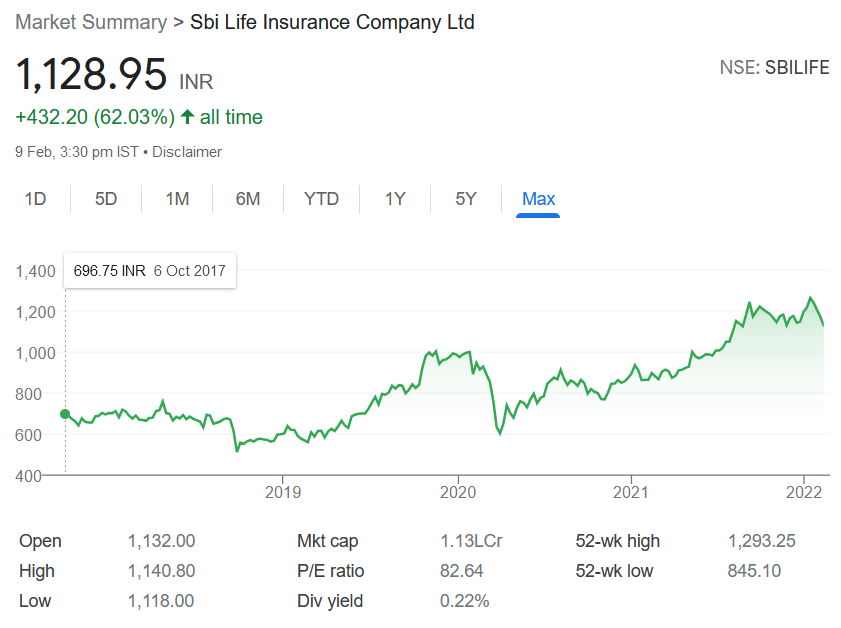 Market Summary > Sbi Life Insurance Company Ltd
1,128.95 INR
NSE: SBILIFE
+432.20 (62.03%) ↑ all time
9 Feb, 3:30 pm IST • Disclaimer
1D 5D 1M 6M YTD 1Y 5Y Max
696.75 INR 6 Oct 2017
1,400
1,200
1,000
800
600
400
2019 2020 2021 2022
Open 1,132.00 Mkt cap 1.13LCr 52-wk high 1,293.25
High 1,140.80 P/E ratio 82.64 52-wk low 845.10
Low 1,118.00 Div yield 0.22%